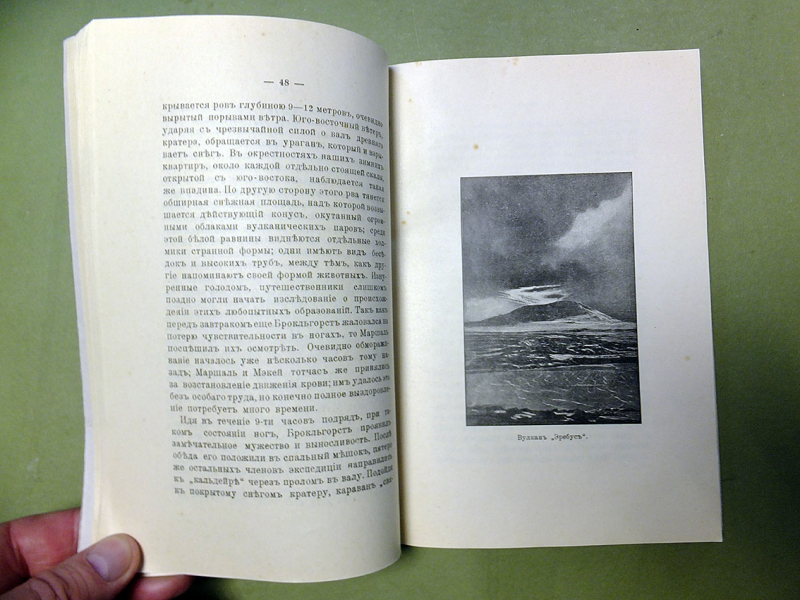 — 48 —
крывается ровъ глубиною 9—12 метровъ, очевидно
вырытый порывами вѣтра. Юго-восточный вѣтеръ,
ударяя съ чрезвычайной силой о валъ древняго
кратера, обращается въ ураганъ, который и
ваетъ снѣгъ. Въ окрестностяхъ нашихъ зимнихъ
квартиръ, около каждой отдѣльно стоящей скалы,
открытой съ юго-востока, наблюдается такая
же впадина. По другую сторону этого рва тянется
обширная снѣжная площадь, надъ которой возвы-
шается дѣйствующій конусъ, окутанный огром-
ными облаками вулканическихъ паровъ; среди
этой бѣлой равнины виднѣются отдѣльные хол-
мики странной формы; одни имѣютъ видъ бесѣ-
докъ и высокихъ трубъ, между тѣмъ, какъ дру-
гіе напоминаютъ своей формой животныхъ. Изну-
ренные голодомъ, путешественники слишкомъ
поздно могли начать изслѣдованіе о происхож-
деніи этихъ любопытныхъ образованій. Такъ какъ
передъ завтракомъ еще Брокльгорстъ жаловался на
потерю чувствительности въ ногахъ, то Маршаль
поспѣшилъ ихъ осмотрѣть. Очевидно обмора-
живаніе началось уже нѣсколько часовъ тому на-
задъ; Маршаль и Мэкей тотчасъ же принялись
за возстановленіе движенія крови; имъ удалось это
безъ особаго труда, но конечно полное выздоровле-
ніе потребуетъ много времени.
Идя въ теченіе 9-ти часовъ подрядъ, при та-
комъ состояніи ногъ, Брокльгорстъ проявилъ
замѣчательное мужество и выносливость. Послѣ
обѣда его положили въ спальный мѣшокъ, пятеро
же остальныхъ членовъ экспедиціи направились
къ „кальдейрѣ“ черезъ проломъ въ валу. Подойдя
къ покрытому снѣгомъ кратеру, караванъ
Вулканъ „Эребусъ“.